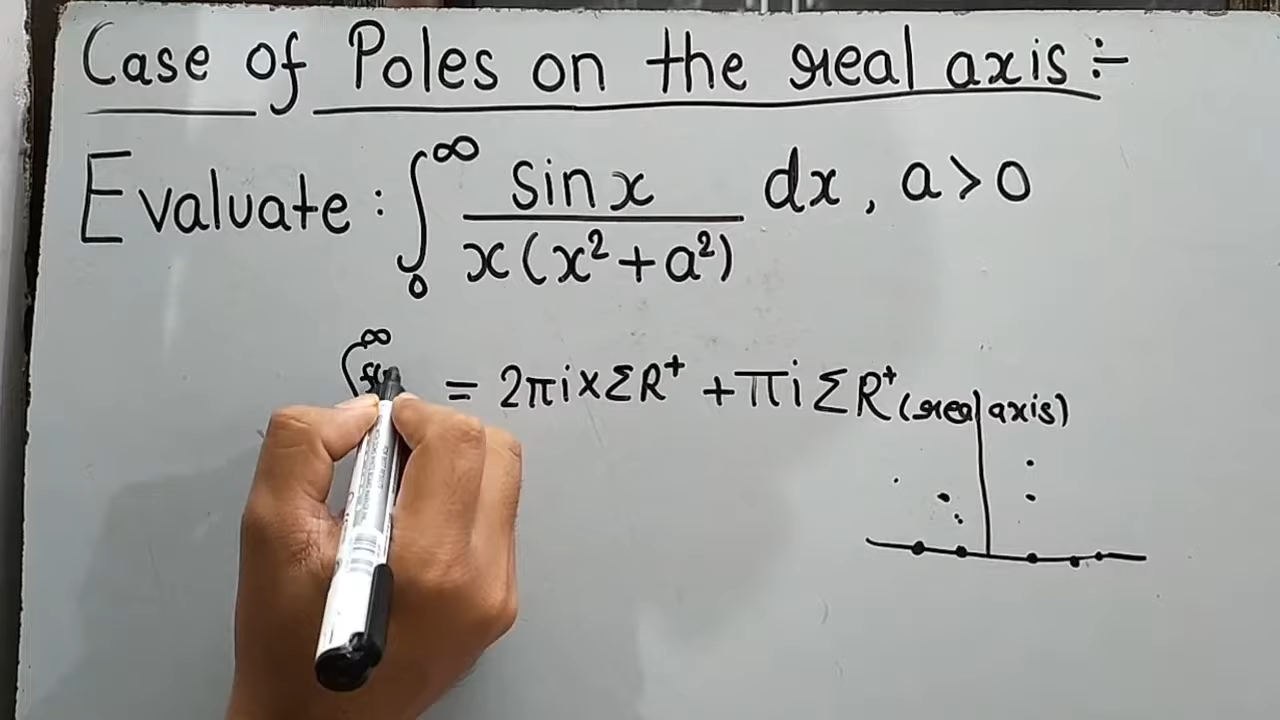 Case of Poles on the real axis :-
Evaluate : ∫₀^∞ sin x / x(x² + a²) dx , a > 0
∫^∞ = 2πi × ΣR⁺ + πi ΣR⁺ (real axis)